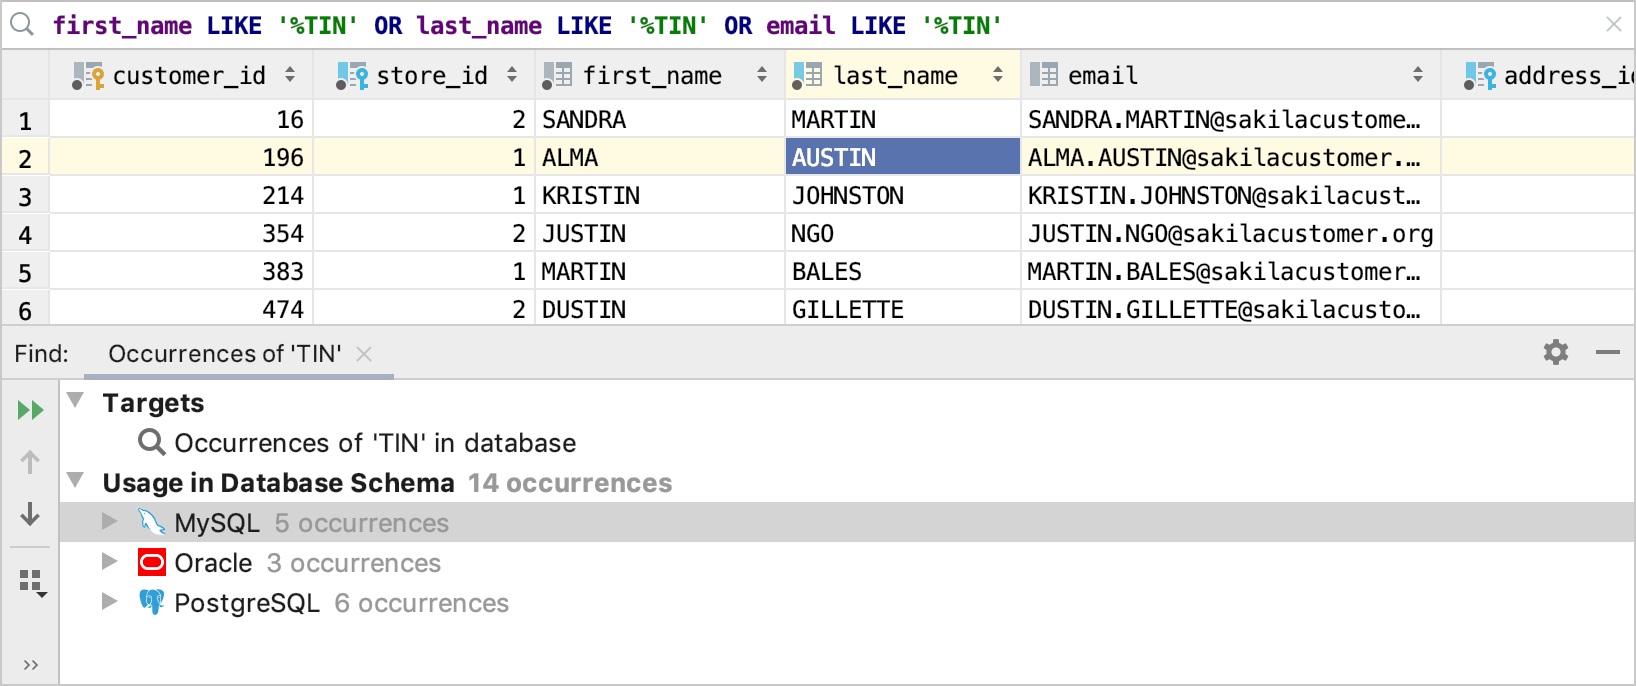 first_name LIKE '%TIN' OR last_name LIKE '%TIN' OR email LIKE '%TIN'
customer_id store_id first_name last_name email address_i
1 16 2 SANDRA MARTIN SANDRA.MARTIN@sakilacustome…
2 196 1 ALMA AUSTIN ALMA.AUSTIN@sakilacustomer.…
3 214 1 KRISTIN JOHNSTON KRISTIN.JOHNSTON@sakilacust…
4 354 2 JUSTIN NGO JUSTIN.NGO@sakilacustomer.org
5 383 1 MARTIN BALES MARTIN.BALES@sakilacustomer…
6 474 2 DUSTIN GILLETTE DUSTIN.GILLETTE@sakilacusto…
Find: Occurrences of 'TIN'
Targets
Occurrences of 'TIN' in database
Usage in Database Schema 14 occurrences
MySQL 5 occurrences
Oracle 3 occurrences
PostgreSQL 6 occurrences